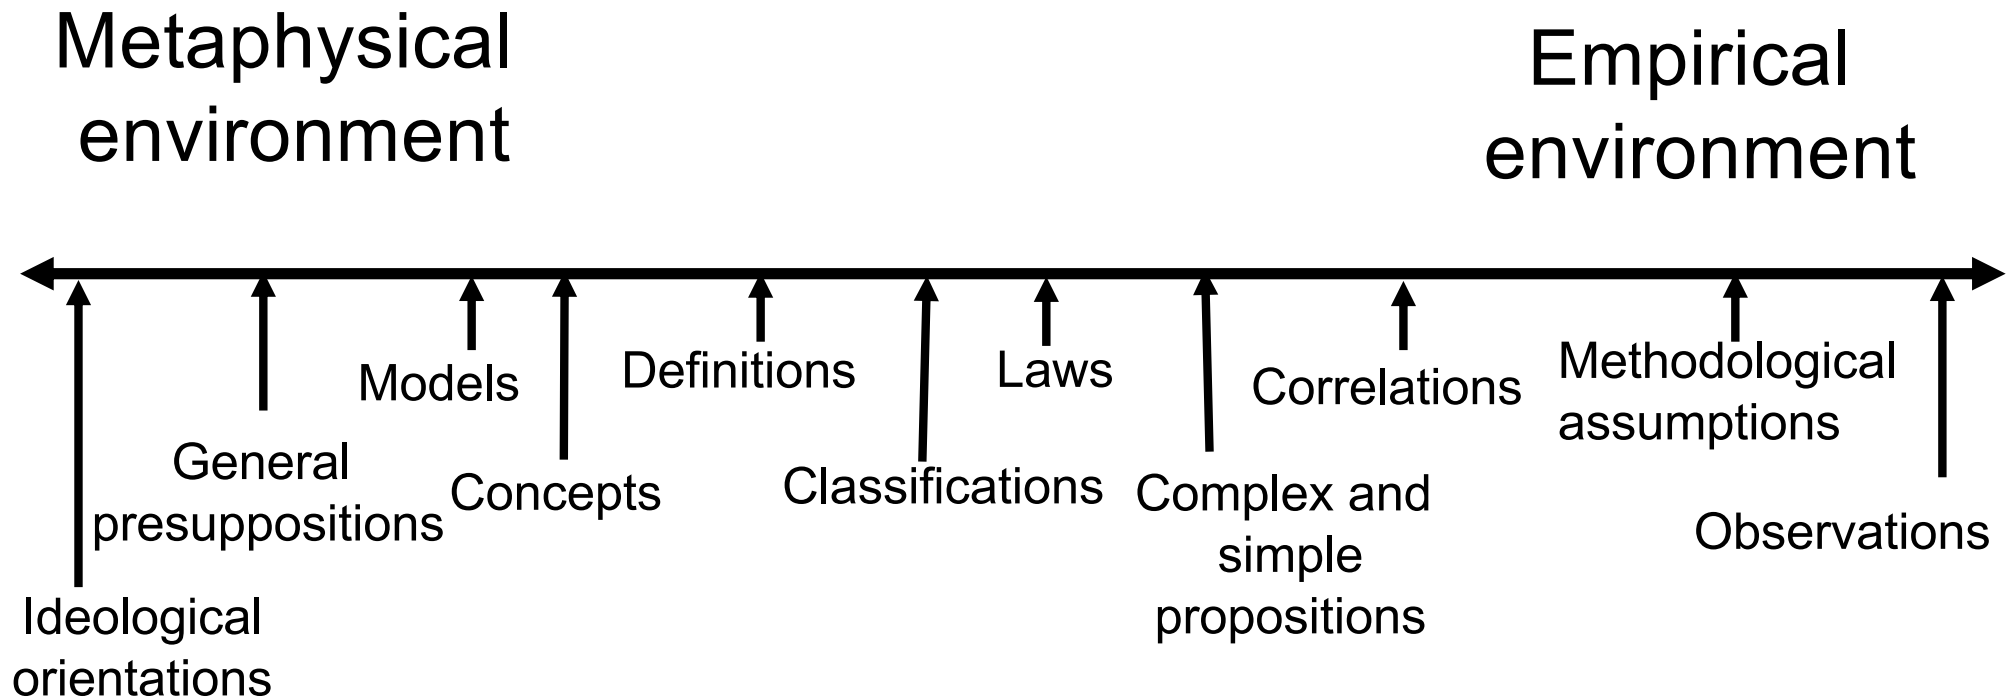 Metaphysical
environment
Empirical
environment
Models
Definitions
Laws
Correlations
Methodological
assumptions
General
presuppositions
Concepts
Classifications
Complex and
simple
propositions
Observations
Ideological
orientations